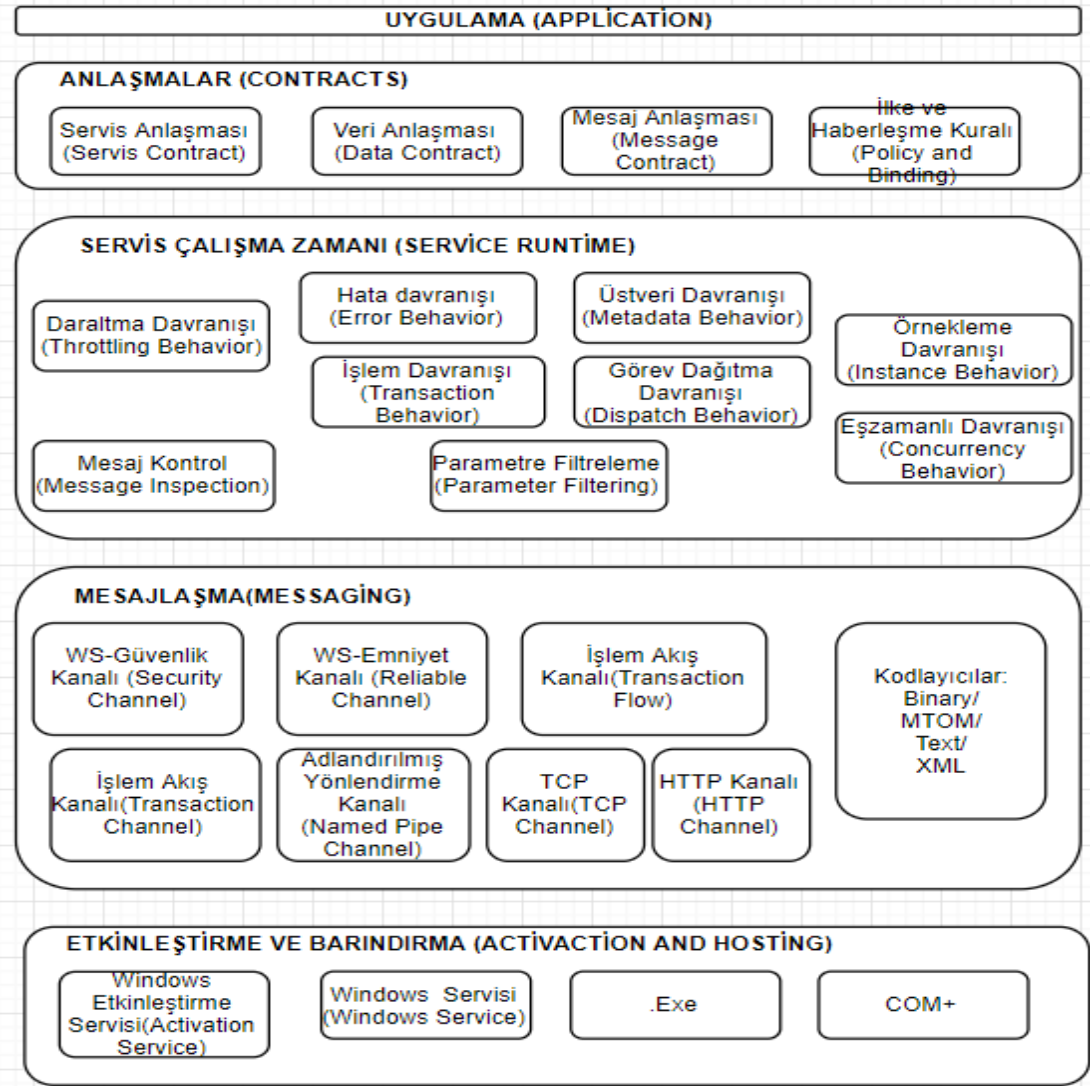 UYGULAMA (APPLİCATİON)
ANLAŞMALAR (CONTRACTS)
Servis Anlaşması
(Servis Contract)
Veri Anlaşması
(Data Contract)
Mesaj Anlaşması
(Message
Contract)
İlke ve
Haberleşme Kuralı
(Policy and
Binding)
SERVİS ÇALIŞMA ZAMANI (SERVICE RUNTIME)
Daraltma Davranışı
(Throttling Behavior)
Hata davranışı
(Error Behavior)
Üstveri Davranışı
(Metadata Behavior)
Örnekleme
Davranışı
(Instance Behavior)
İşlem Davranışı
(Transaction
Behavior)
Görev Dağıtma
Davranışı
(Dispatch Behavior)
Eşzamanlı Davranışı
(Concurrency
Behavior)
Mesaj Kontrol
(Message Inspection)
Parametre Filtreleme
(Parameter Filtering)
MESAJLAŞMA(MESSAGİNG)
WS-Güvenlik
Kanalı (Security
Channel)
WS-Emniyet
Kanalı (Reliable
Channel)
İşlem Akış
Kanalı(Transaction
Flow)
Kodlayıcılar:
Binary/
MTOM/
Text/
XML
İşlem Akış
Kanalı(Transaction
Channel)
Adlandırılmış
Yönlendirme
Kanalı
(Named Pipe
Channel)
TCP
Kanalı(TCP
Channel)
HTTP Kanalı
(HTTP
Channel)
ETKİNLEŞTİRME VE BARINDIRMA (ACTİVACTİON AND HOSTİNG)
Windows
Etkinleştirme
Servisi(Activation
Service)
Windows Servisi
(Windows Service)
.Exe
COM+